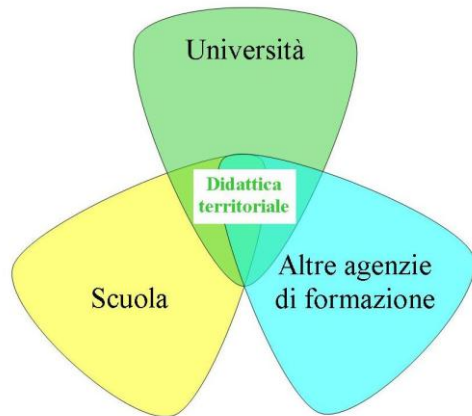 Università
Didattica
territoriale
Scuola
Altre agenzie
di formazione